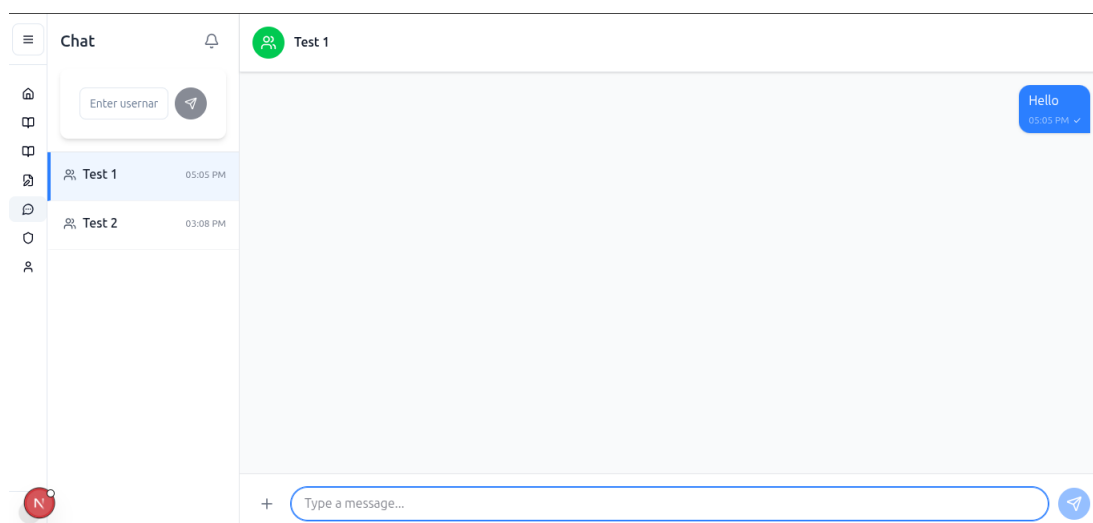 Chat
Enter usernar
Test 1
05:05 PM
Test 2
03:08 PM
Test 1
Hello
05:05 PM
Type a message...
N